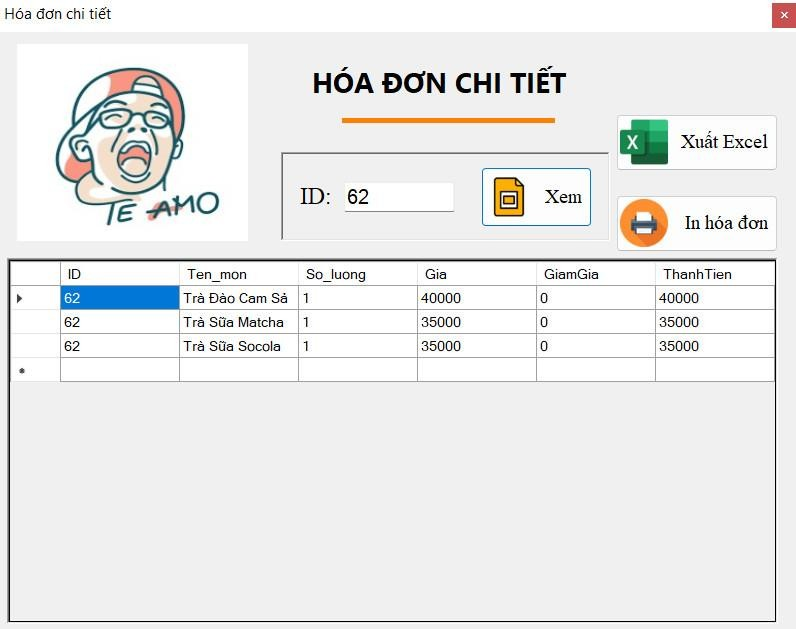 Hóa đơn chi tiết
TE AMO
HÓA ĐƠN CHI TIẾT
ID: 62 Xem
Xuất Excel
In hóa đơn
ID Ten_mon So_luong Gia GiamGia ThanhTien
62 Trà Đào Cam Sả 1 40000 0 40000
62 Trà Sữa Matcha 1 35000 0 35000
62 Trà Sữa Socola 1 35000 0 35000